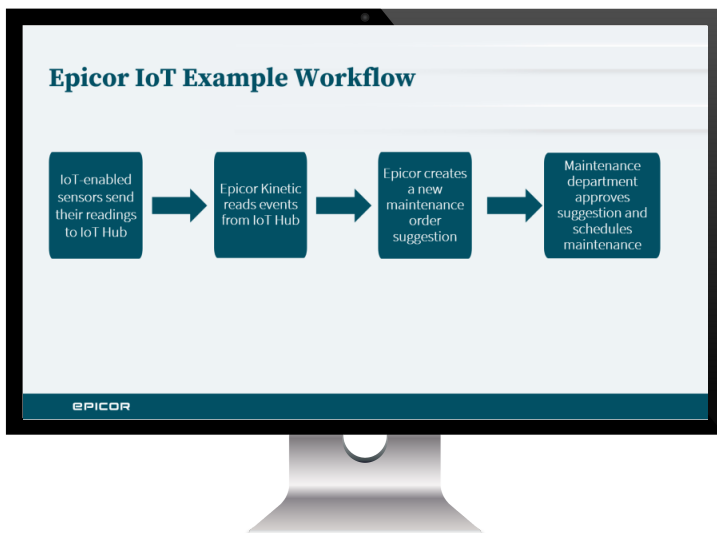 Epicor IoT Example Workflow
IoT-enabled
sensors send
their readings
to IoT Hub
Epicor Kinetic
reads events
from IoT Hub
Epicor creates
a new
maintenance
order
suggestion
Maintenance
department
approves
suggestion and
schedules
maintenance
EPICOR